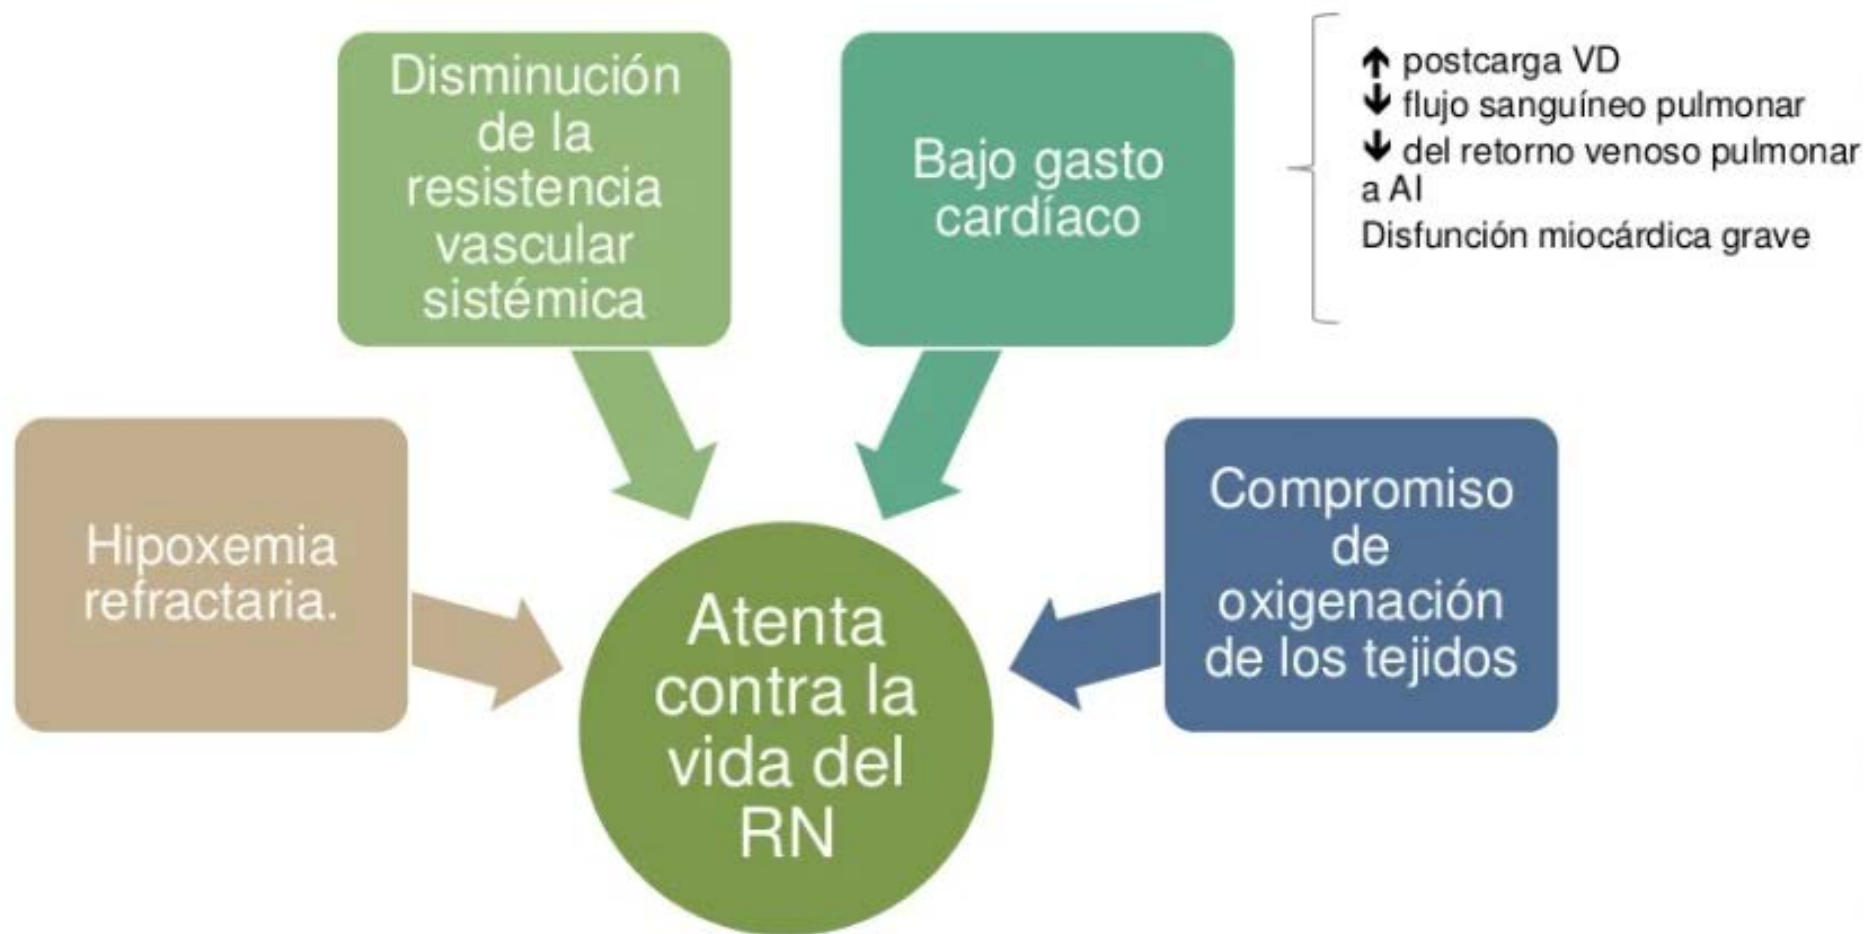 Disminución
de la
resistencia
vascular
sistémica
Bajo gasto
cardíaco
↑ postcarga VD
↓ flujo sanguíneo pulmonar
↓ del retorno venoso pulmonar
a AI
Disfunción miocárdica grave
Hipoxemia
refractaria.
Compromiso
de
oxigenación
de los tejidos
Atenta
contra la
vida del
RN